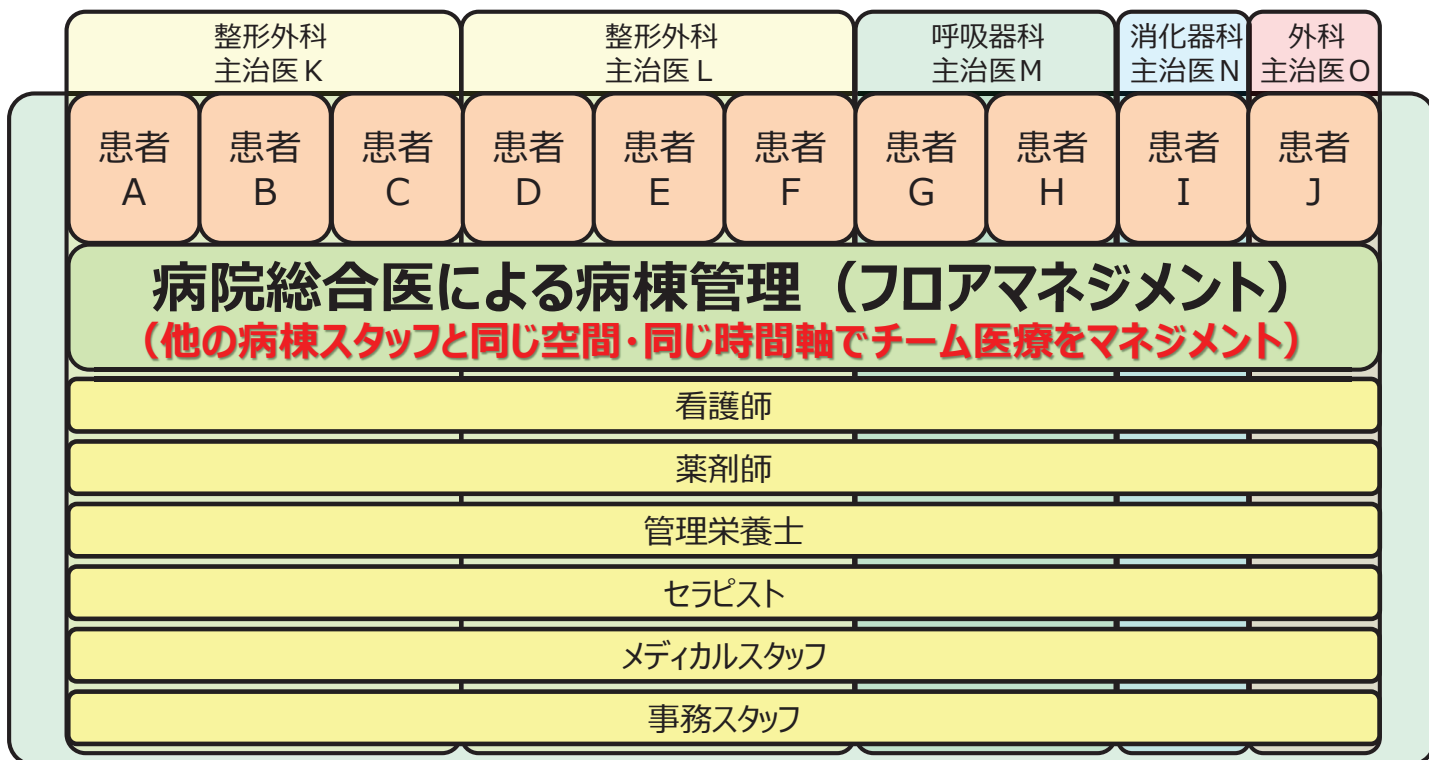 整形外科
主治医K
整形外科
主治医L
呼吸器科
主治医M
消化器科
主治医N
外科
主治医O
患者
A
患者
B
患者
C
患者
D
患者
E
患者
F
患者
G
患者
H
患者
I
患者
J
病院総合医による病棟管理（フロアマネジメント）
（他の病棟スタッフと同じ空間・同じ時間軸でチーム医療をマネジメント）
看護師
薬剤師
管理栄養士
セラピスト
メディカルスタッフ
事務スタッフ